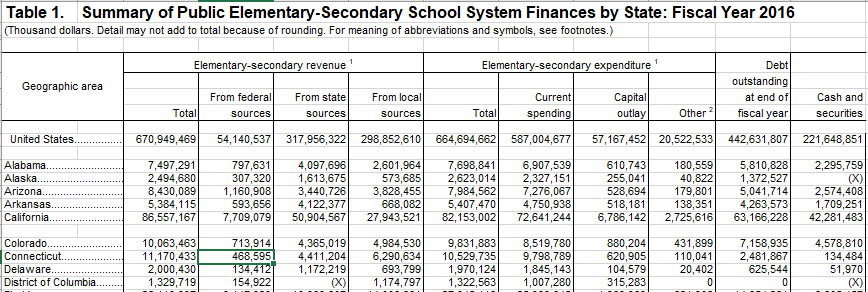 Table 1. Summary of Public Elementary-Secondary School System Finances by State: Fiscal Year 2016
(Thousand dollars. Detail may not add to total because of rounding. For meaning of abbreviations and symbols, see footnotes.)
Elementary-secondary revenue 1 Elementary-secondary expenditure 1 Debt
Geographic area outstanding
From federal From state From local Current Capital at end of Cash and
Total sources sources sources Total spending outlay Other 2 fiscal year securities
United States................ 670,949,469 54,140,537 317,956,322 298,852,610 664,694,662 587,004,677 57,167,452 20,522,533 442,631,807 221,648,851
Alabama...................... 7,497,291 797,631 4,097,696 2,601,964 7,698,841 6,907,539 610,743 180,559 5,810,828 2,295,759
Alaska...................... 2,494,680 307,320 1,613,675 573,685 2,623,014 2,327,151 255,041 40,822 1,372,527 (X)
Arizona...................... 8,430,089 1,160,908 3,440,726 3,828,455 7,984,562 7,276,067 528,694 179,801 5,041,714 2,574,408
Arkansas...................... 5,384,115 593,656 4,122,377 668,082 5,407,470 4,750,938 518,181 138,351 4,263,573 1,709,251
California...................... 86,557,167 7,709,079 50,904,567 27,943,521 82,153,002 72,641,244 6,786,142 2,725,616 63,166,228 42,281,483
Colorado...................... 10,063,463 713,914 4,365,019 4,984,530 9,831,883 8,519,780 880,204 431,899 7,158,935 4,578,810
Connecticut...................... 11,170,433 468,595 4,411,204 6,290,634 10,529,735 9,798,789 620,905 110,041 2,481,867 134,484
Delaware...................... 2,000,430 134,412 1,172,219 693,799 1,970,124 1,845,143 104,579 20,402 625,544 51,970
District of Columbia........ 1,329,719 154,922 (X) 1,174,797 1,322,563 1,007,280 315,283 0 0 (X)